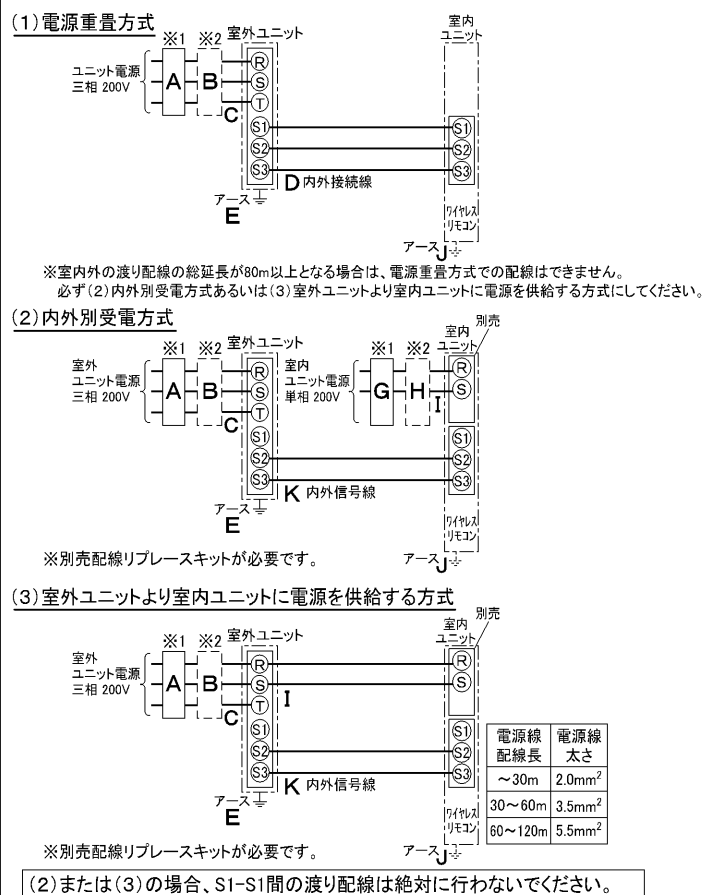 (1)電源重畳方式
※1 ※2 室外ユニット
室内
ユニット
ユニット電源
三相 200V
A B
C
R
S
T
S1
S2
S3
S1
S2
S3
D 内外接続線
アース
E
ワイヤレス
リモコン
アース J
※室内外の渡り配線の総延長が80m以上となる場合は、電源重畳方式での配線はできません。
必ず(2)内外別受電方式あるいは(3)室外ユニットより室内ユニットに電源を供給する方式にしてください。
(2)内外別受電方式
※1 ※2 室外ユニット
※1 ※2
室内
ユニット
別売
室外
ユニット電源
三相 200V
A B
C
R
S
T
S1
S2
S3
室内
ユニット電源
単相 200V
G H
I
R
S
S1
S2
S3
K 内外信号線
アース
E
ワイヤレス
リモコン
アース J
※別売配線リプレースキットが必要です。
(3)室外ユニットより室内ユニットに電源を供給する方式
※1 ※2 室外ユニット
室内
ユニット
別売
室外
ユニット電源
三相 200V
A B
C
R
S
T
S1
S2
S3
I
R
S
S1
S2
S3
K 内外信号線
アース
E
ワイヤレス
リモコン
アース J
電源線 電源線
配線長 太さ
～30m 2.0mm²
30～60m 3.5mm²
60～120m 5.5mm²
※別売配線リプレースキットが必要です。
(2)または(3)の場合、S1-S1間の渡り配線は絶対に行わないでください。